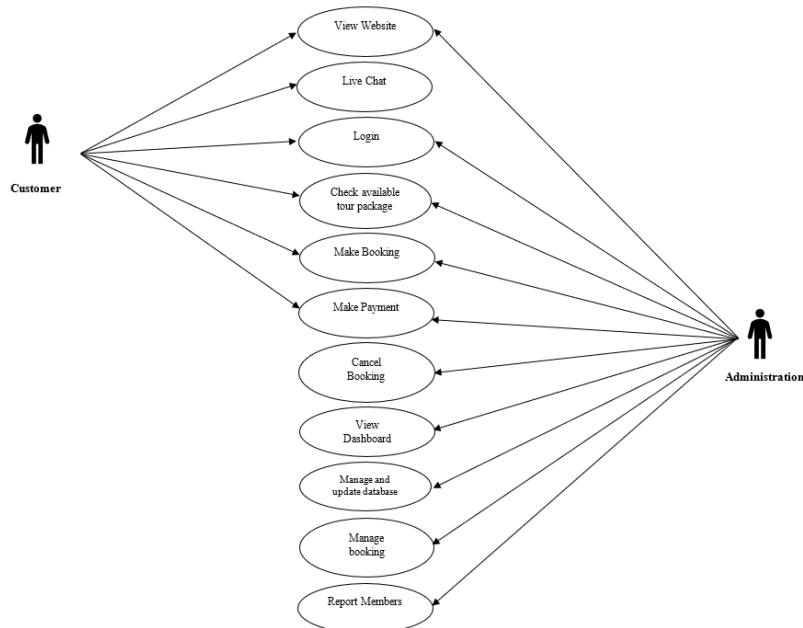 View Website
Live Chat
Login
Customer
Check available
tour package
Make Booking
Make Payment
Cancel
Booking
Administration
View
Dashboard
Manage and
update database
Manage
booking
Report Members